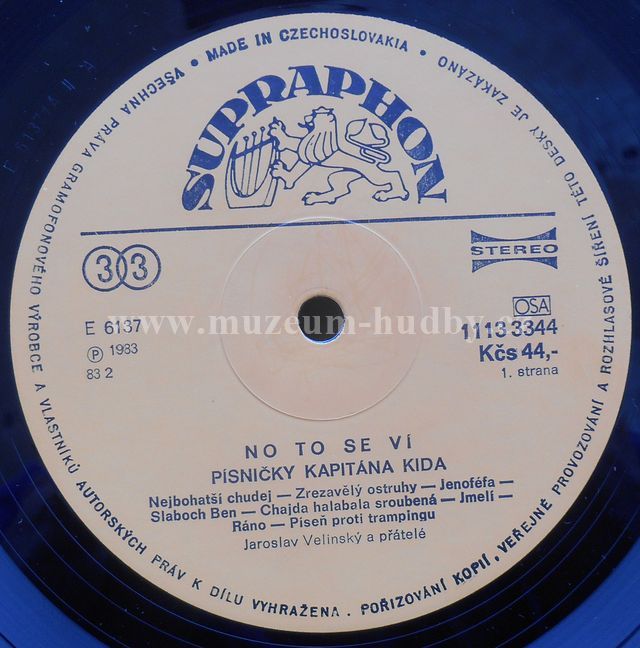 VŠECHNA PRÁVA GRAMOFONOVÉHO VÝROBCE A VLASTNÍKŮ AUTORSKÝCH PRÁV K DÍLU VYHRAŽENA . POŘIZOVÁNÍ KOPIÍ, VEŘEJNÉ PROVOZOVÁNÍ A ROZHLASOVÉ ŠÍŘENÍ TÉTO DESKY JE ZAKÁZÁNO
• MADE IN CZECHOSLOVAKIA •
SUPRAPHON
33
STEREO
OSA
E 6137
11 13 3344
Ⓟ 1983
Kčs 44,-
83 2
1. strana
www.muzeum-hudby.
NO TO SE VÍ
PÍSNIČKY KAPITÁNA KIDA
Nejbohatší chudej — Zrezavělý ostruhy — Jenoféfa —
Slaboch Ben — Chajda halabala sroubená — Jmelí —
Ráno — Píseň proti trampingu
Jaroslav Velinský a přátelé